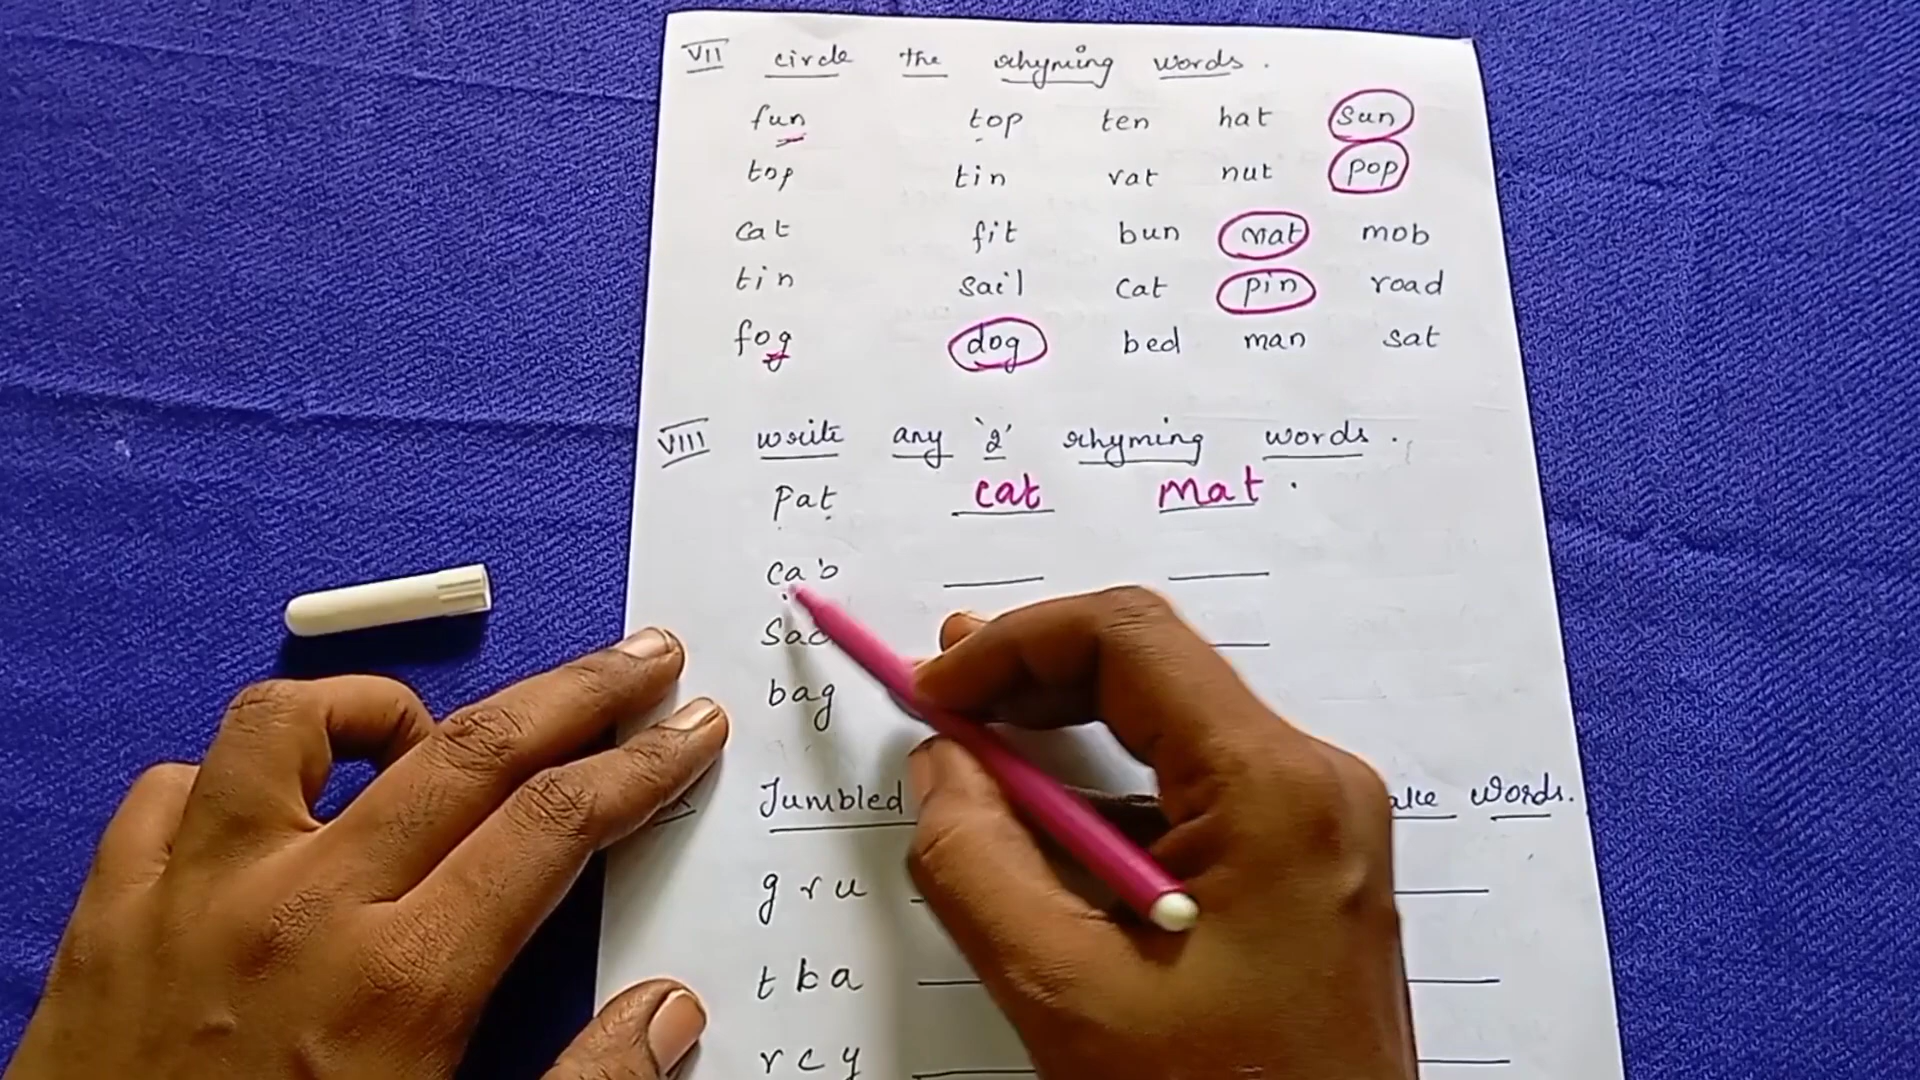 VII circle the rhyming words.
fun top ten hat sun
top tin rat nut pop
cat fit bun mat mob
tin sail cat pin road
fog dog bed man sat
VIII write any '2' rhyming words.
pat cat mat.
cab
bag
Jumbled words.
g r u
t b a
r c y